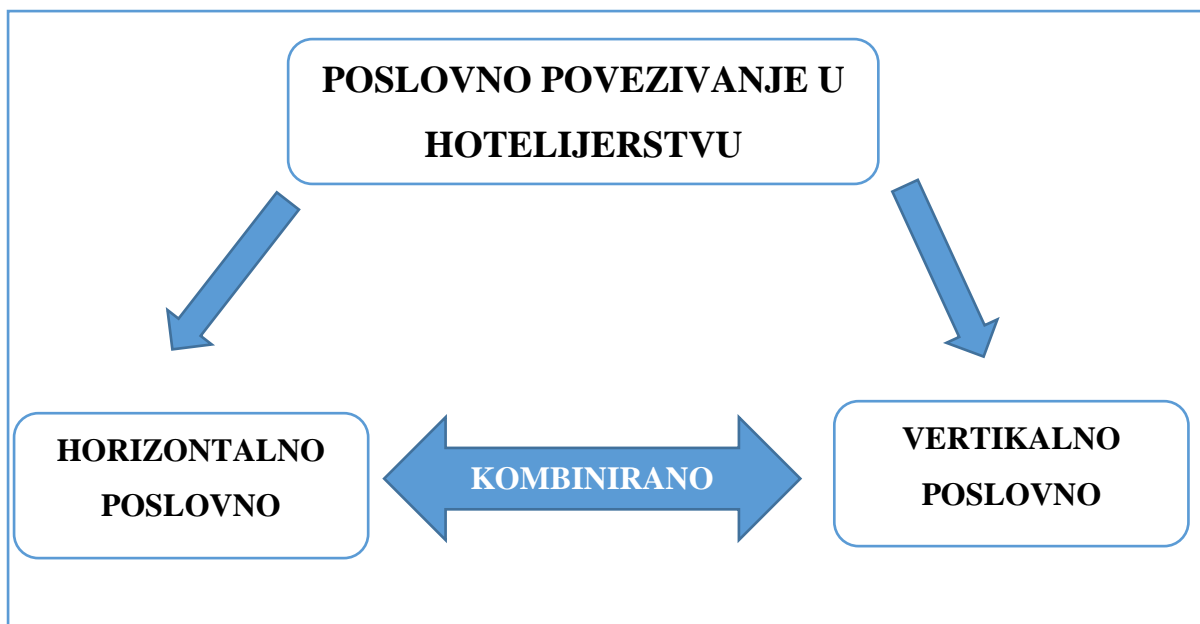 POSLOVNO POVEZIVANJE U
HOTELIJERSTVU
HORIZONTALNO
POSLOVNO
KOMBINIRANO
VERTIKALNO
POSLOVNO